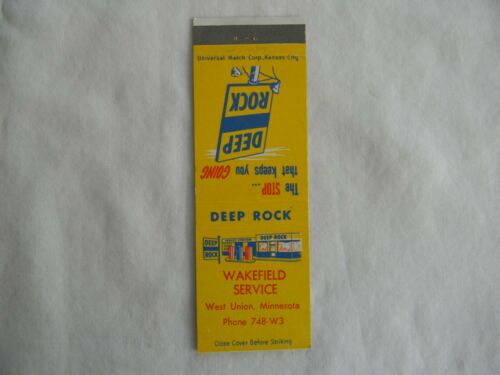 Universal Match Corp., Kansas City
DEEP
ROCK
The STOP...
that keeps you GOING
DEEP ROCK
DEEP ROCK
DEEP
ROCK
WAKEFIELD
SERVICE
West Union, Minnesota
Phone 748-W3
Close Cover Before Striking